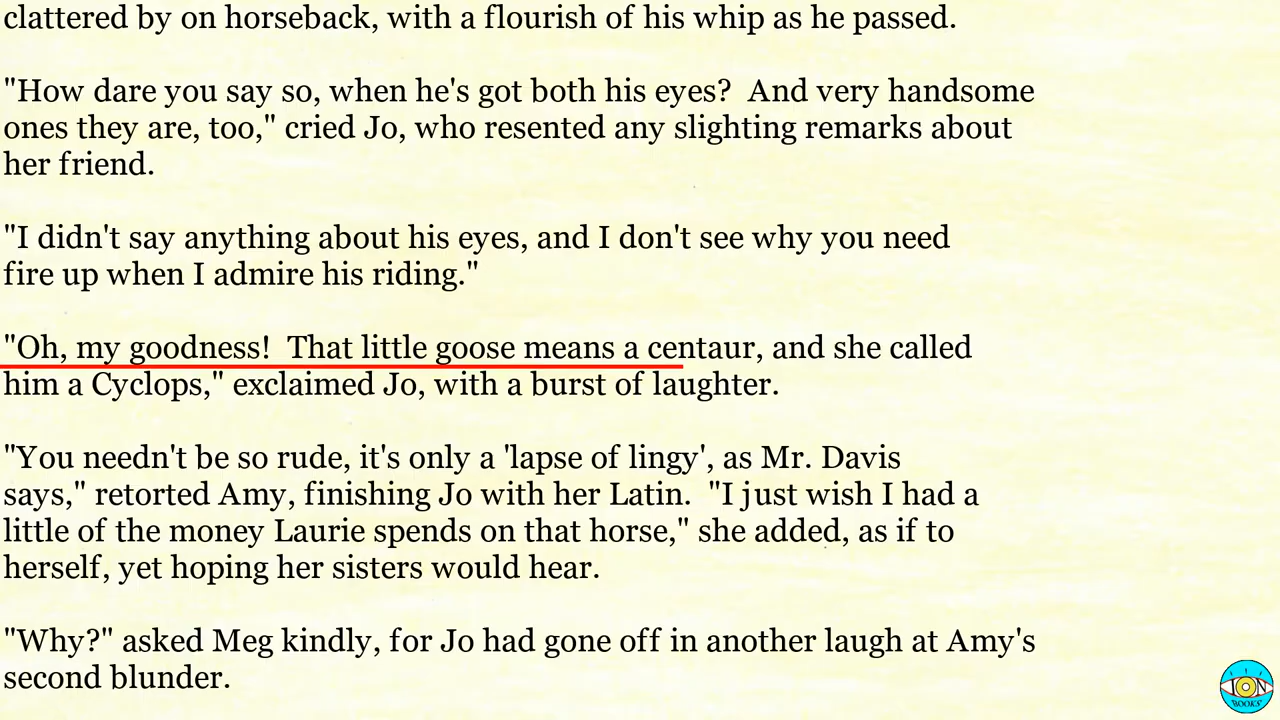 clattered by on horseback, with a flourish of his whip as he passed.
"How dare you say so, when he's got both his eyes?  And very handsome
ones they are, too," cried Jo, who resented any slighting remarks about
her friend.
"I didn't say anything about his eyes, and I don't see why you need
fire up when I admire his riding."
"Oh, my goodness!  That little goose means a centaur, and she called
him a Cyclops," exclaimed Jo, with a burst of laughter.
"You needn't be so rude, it's only a 'lapse of lingy', as Mr. Davis
says," retorted Amy, finishing Jo with her Latin.  "I just wish I had a
little of the money Laurie spends on that horse," she added, as if to
herself, yet hoping her sisters would hear.
"Why?" asked Meg kindly, for Jo had gone off in another laugh at Amy's
second blunder.
ION
BOOKS